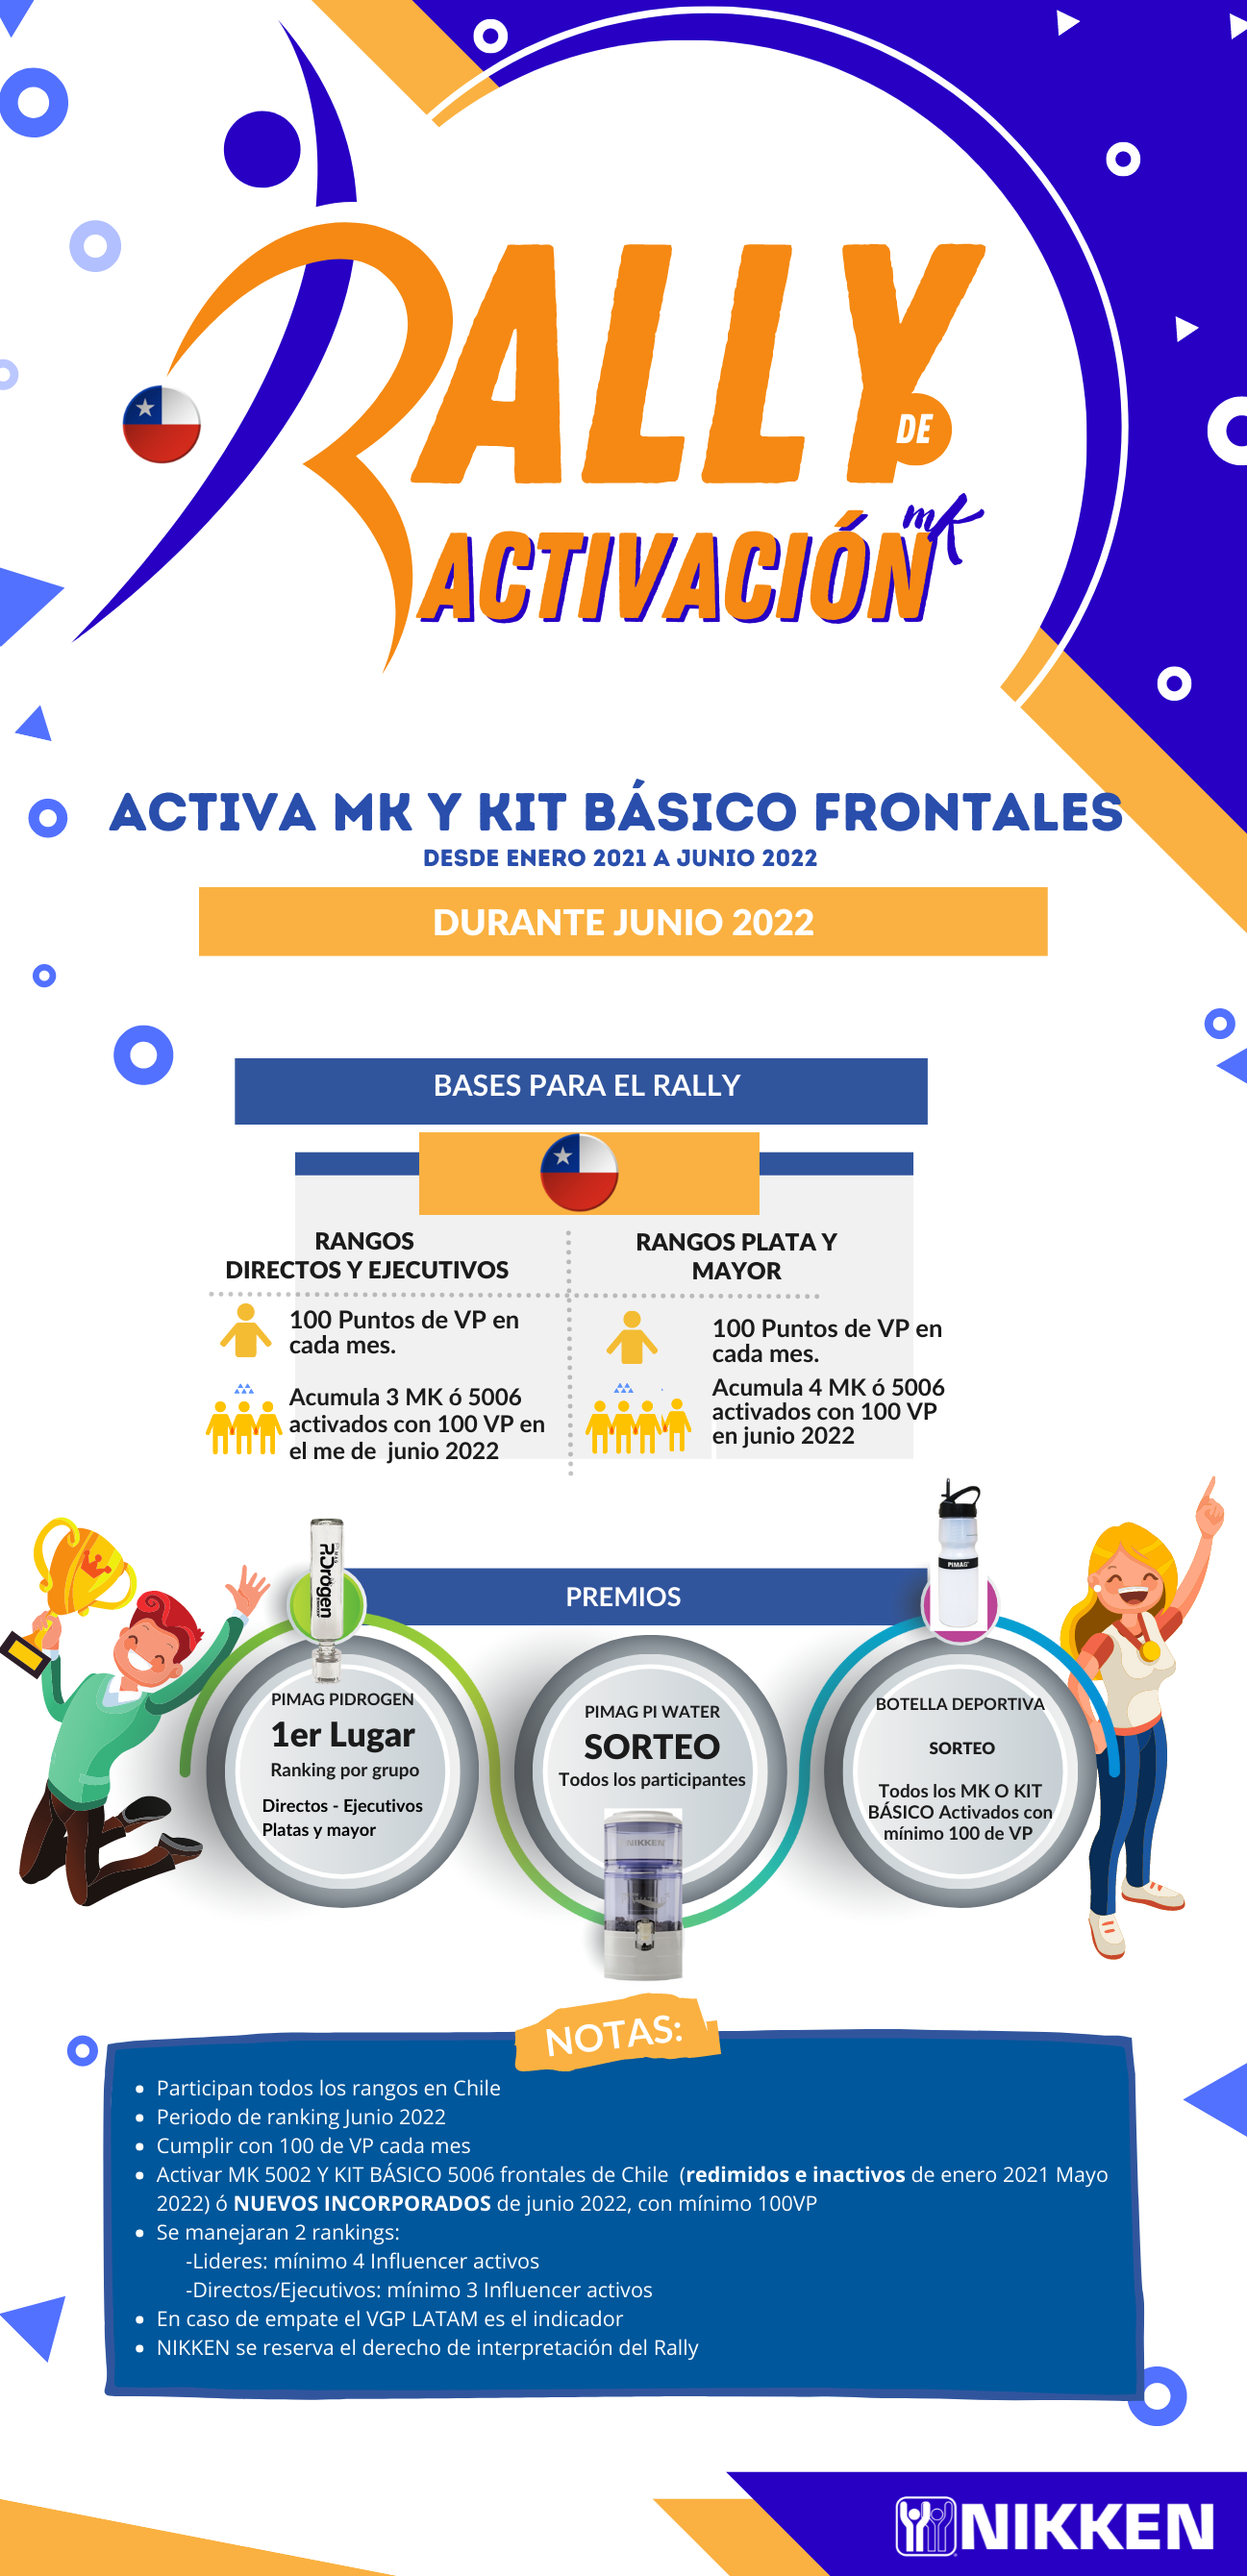 RALLY
DE
ACTIVACIÓN
mK
ACTIVA MK Y KIT BÁSICO FRONTALES
DESDE ENERO 2021 A JUNIO 2022
DURANTE JUNIO 2022
BASES PARA EL RALLY
RANGOS
DIRECTOS Y EJECUTIVOS
100 Puntos de VP en
cada mes.
Acumula 3 MK ó 5006
activados con 100 VP en
el me de junio 2022
RANGOS PLATA Y
MAYOR
100 Puntos de VP en
cada mes.
Acumula 4 MK ó 5006
activados con 100 VP
en junio 2022
PREMIOS
PIMAG PIDROGEN
1er Lugar
Ranking por grupo
Directos - Ejecutivos
Platas y mayor
PIMAG PI WATER
SORTEO
Todos los participantes
NIKKEN
PIMAG
BOTELLA DEPORTIVA
SORTEO
Todos los MK O KIT
BÁSICO Activados con
mínimo 100 de VP
NOTAS:
• Participan todos los rangos en Chile
• Periodo de ranking Junio 2022
• Cumplir con 100 de VP cada mes
• Activar MK 5002 Y KIT BÁSICO 5006 frontales de Chile (redimidos e inactivos de enero 2021 Mayo
2022) ó NUEVOS INCORPORADOS de junio 2022, con mínimo 100VP
• Se manejaran 2 rankings:
-Lideres: mínimo 4 Influencer activos
-Directos/Ejecutivos: mínimo 3 Influencer activos
• En caso de empate el VGP LATAM es el indicador
• NIKKEN se reserva el derecho de interpretación del Rally
NIKKEN